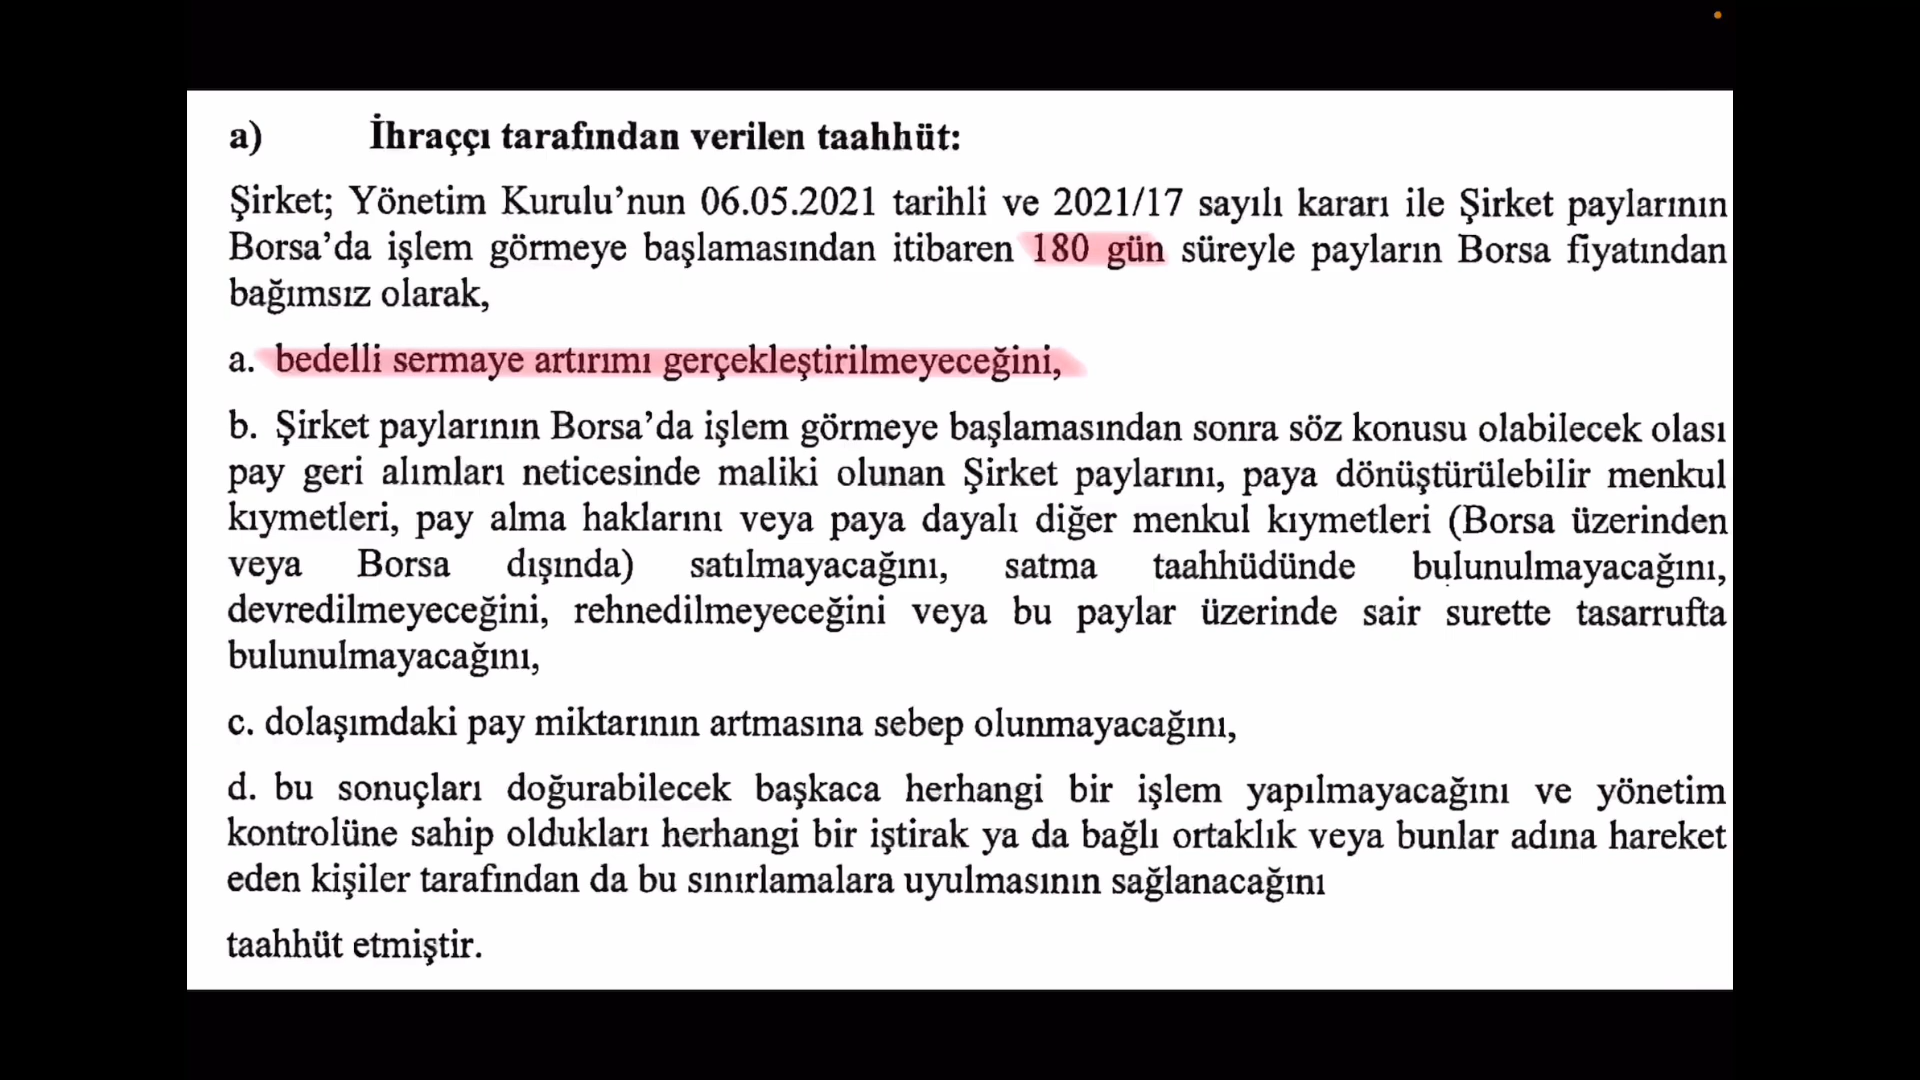 a) İhraççı tarafından verilen taahhüt:
Şirket; Yönetim Kurulu’nun 06.05.2021 tarihli ve 2021/17 sayılı kararı ile Şirket paylarının
Borsa’da işlem görmeye başlamasından itibaren 180 gün süreyle payların Borsa fiyatından
bağımsız olarak,
a. bedelli sermaye artırımı gerçekleştirilmeyeceğini,
b. Şirket paylarının Borsa’da işlem görmeye başlamasından sonra söz konusu olabilecek olası
pay geri alımları neticesinde maliki olunan Şirket paylarını, paya dönüştürülebilir menkul
kıymetleri, pay alma haklarını veya paya dayalı diğer menkul kıymetleri (Borsa üzerinden
veya Borsa dışında) satılmayacağını, satma taahhüdünde bulunulmayacağını,
devredilmeyeceğini, rehnedilmeyeceğini veya bu paylar üzerinde sair surette tasarrufta
bulunulmayacağını,
c. dolaşımdaki pay miktarının artmasına sebep olunmayacağını,
d. bu sonuçları doğurabilecek başkaca herhangi bir işlem yapılmayacağını ve yönetim
kontrolüne sahip oldukları herhangi bir iştirak ya da bağlı ortaklık veya bunlar adına hareket
eden kişiler tarafından da bu sınırlamalara uyulmasının sağlanacağını
taahhüt etmiştir.